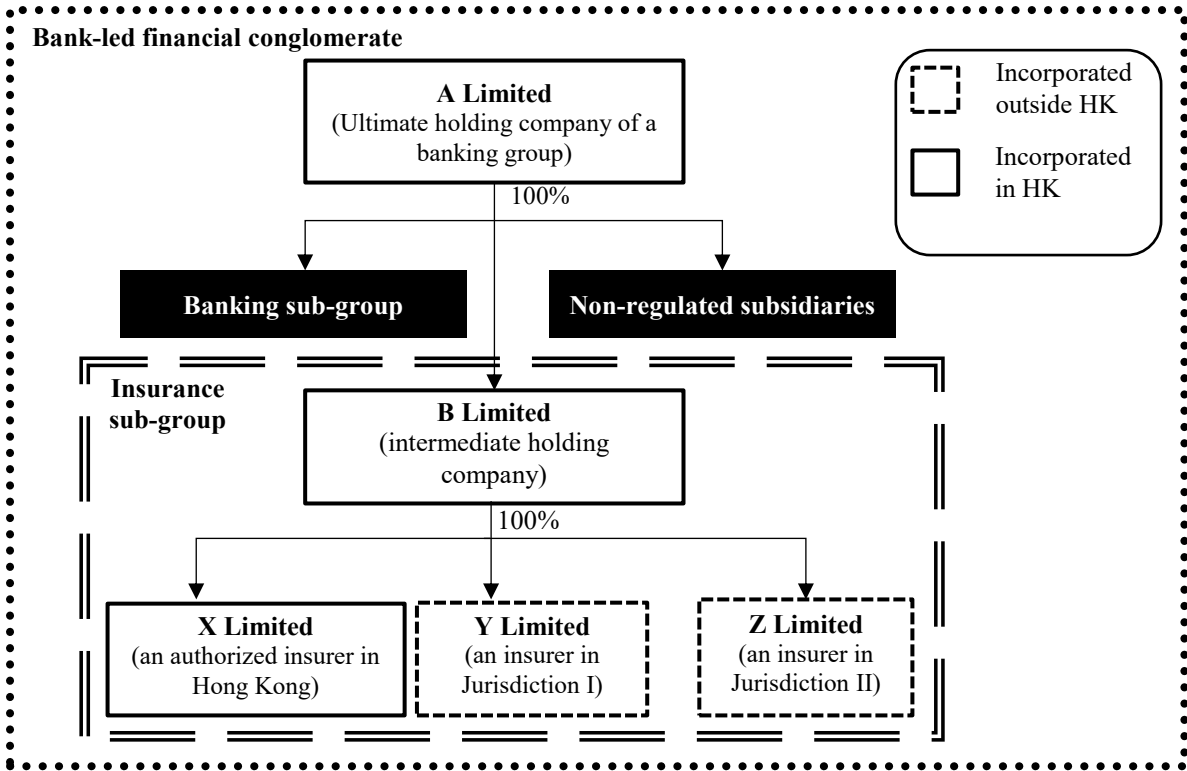 Bank-led financial conglomerate
A Limited
(Ultimate holding company of a
banking group)
Incorporated
outside HK
Incorporated
in HK
100%
Banking sub-group
Non-regulated subsidiaries
Insurance
sub-group
B Limited
(intermediate holding
company)
100%
X Limited
(an authorized insurer in
Hong Kong)
Y Limited
(an insurer in
Jurisdiction I)
Z Limited
(an insurer in
Jurisdiction II)